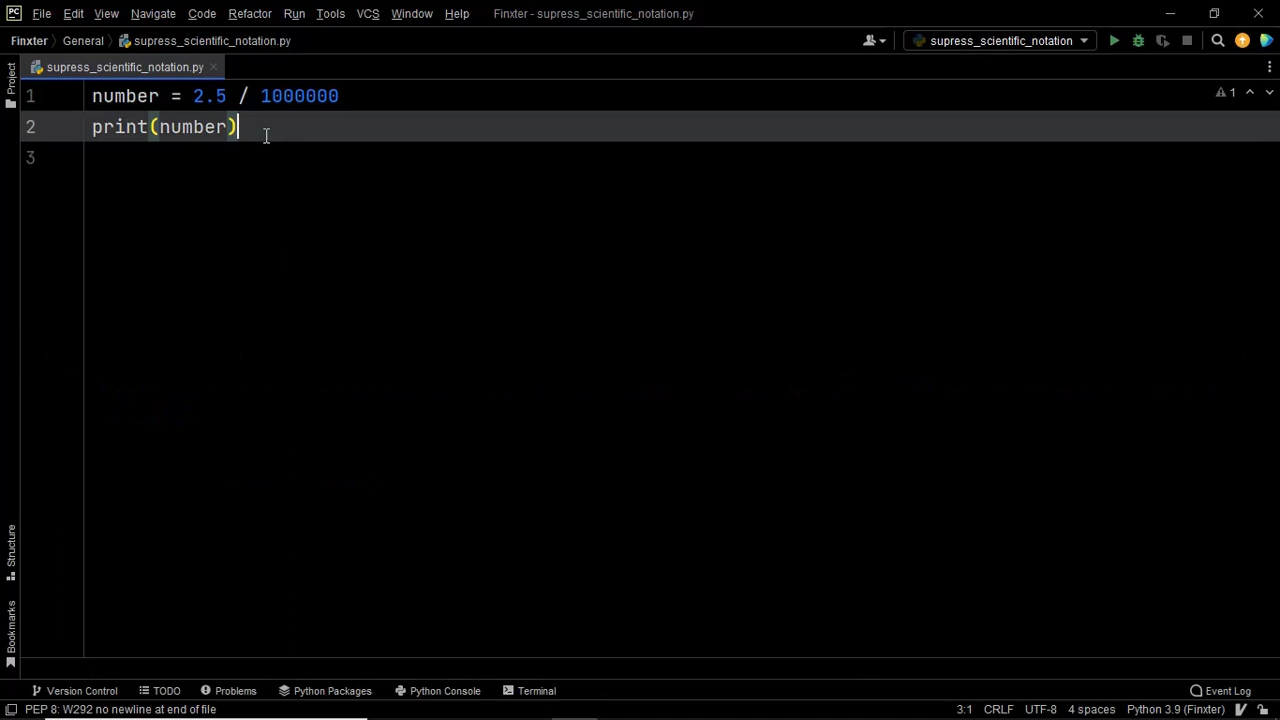 PC File Edit View Navigate Code Refactor Run Tools VCS Window Help Finxter - supress_scientific_notation.py
Finxter General supress_scientific_notation.py supress_scientific_notation
Project supress_scientific_notation.py
1 number = 2.5 / 1000000 1
2 print(number)
3
Structure
Bookmarks
Version Control TODO Problems Python Packages Python Console Terminal Event Log
PEP 8: W292 no newline at end of file 3:1 CRLF UTF-8 4 spaces Python 3.9 (Finxter)